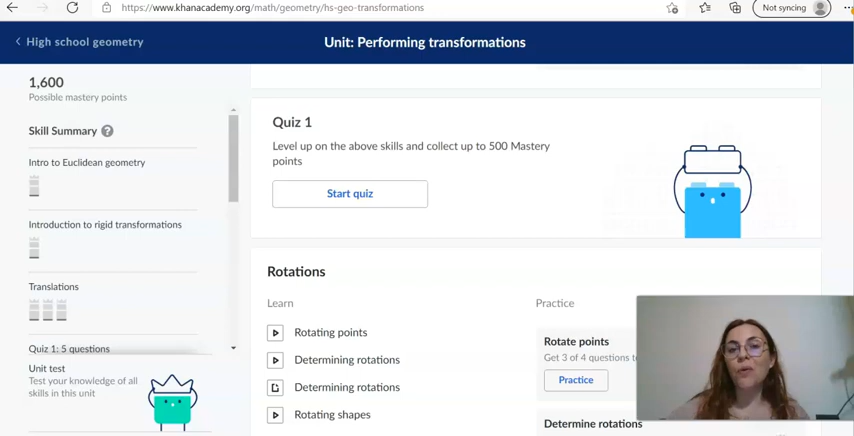 https://www.khanacademy.org/math/geometry/hs-geo-transformations
Not syncing
High school geometry
Unit: Performing transformations
1,600
Possible mastery points
Skill Summary ?
Intro to Euclidean geometry
Introduction to rigid transformations
Translations
Quiz 1: 5 questions
Unit test
Test your knowledge of all
skills in this unit
Quiz 1
Level up on the above skills and collect up to 500 Mastery
points
Start quiz
Rotations
Learn
Rotating points
Determining rotations
Determining rotations
Rotating shapes
Practice
Rotate points
Get 3 of 4 questions to
Practice
Determine rotations